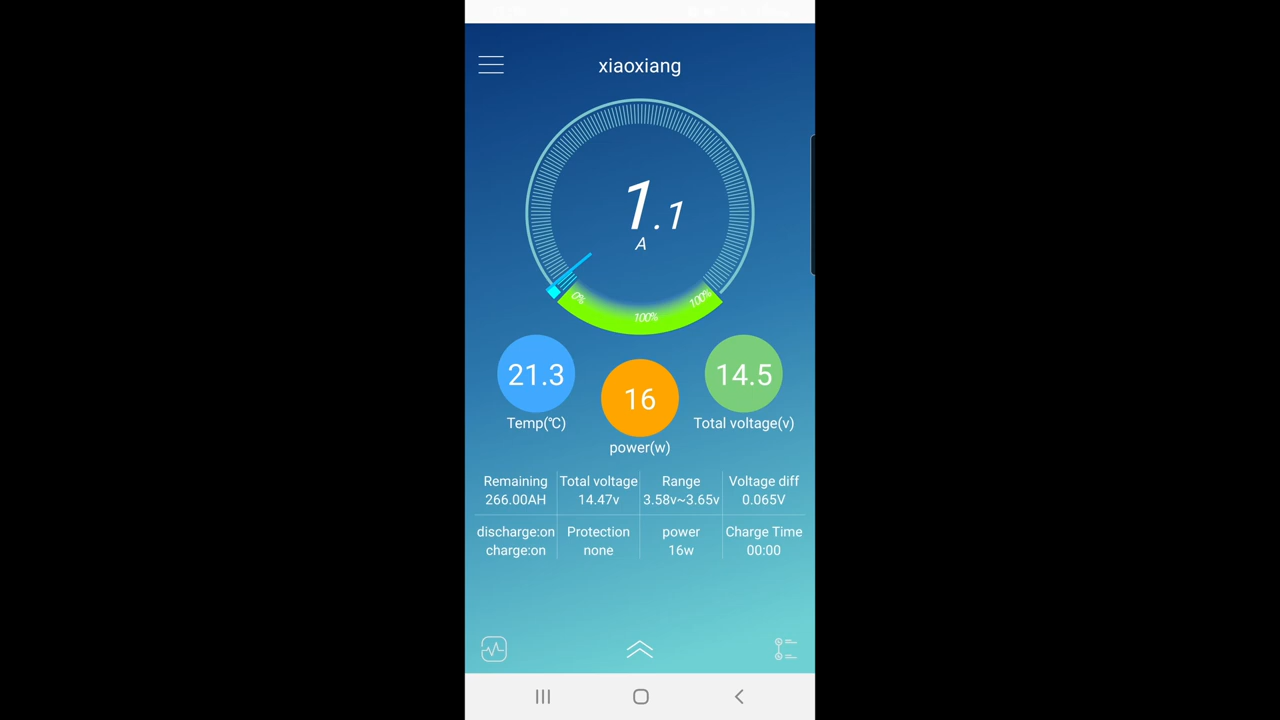 xiaoxiang
1.1
A
0%
100%
100%
21.3
16
14.5
Temp(℃)
Total voltage(v)
power(w)
Remaining
266.00AH
Total voltage
14.47v
Range
3.58v~3.65v
Voltage diff
0.065V
discharge:on
charge:on
Protection
none
power
16w
Charge Time
00:00